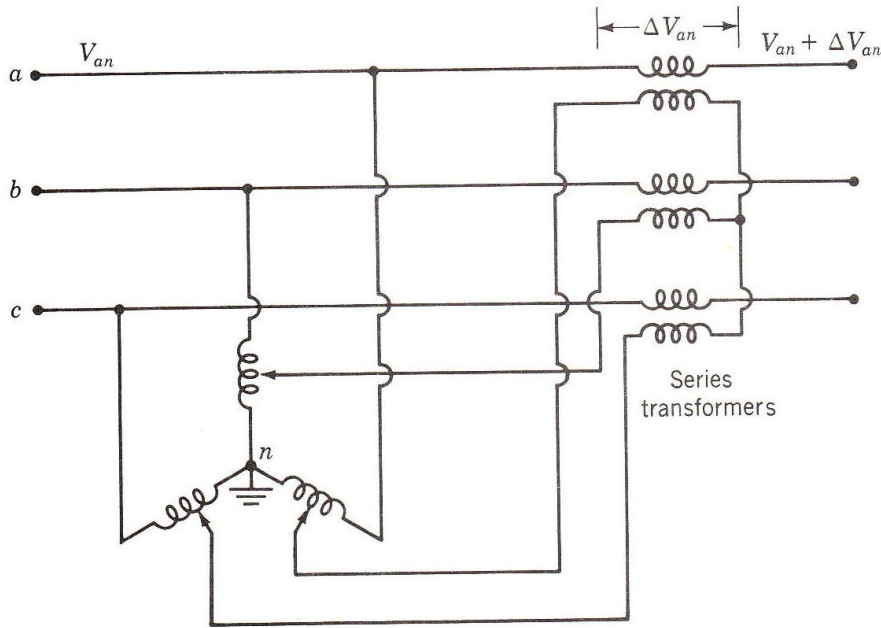 ΔV_an
V_an
V_an + ΔV_an
a
b
c
n
Series
transformers